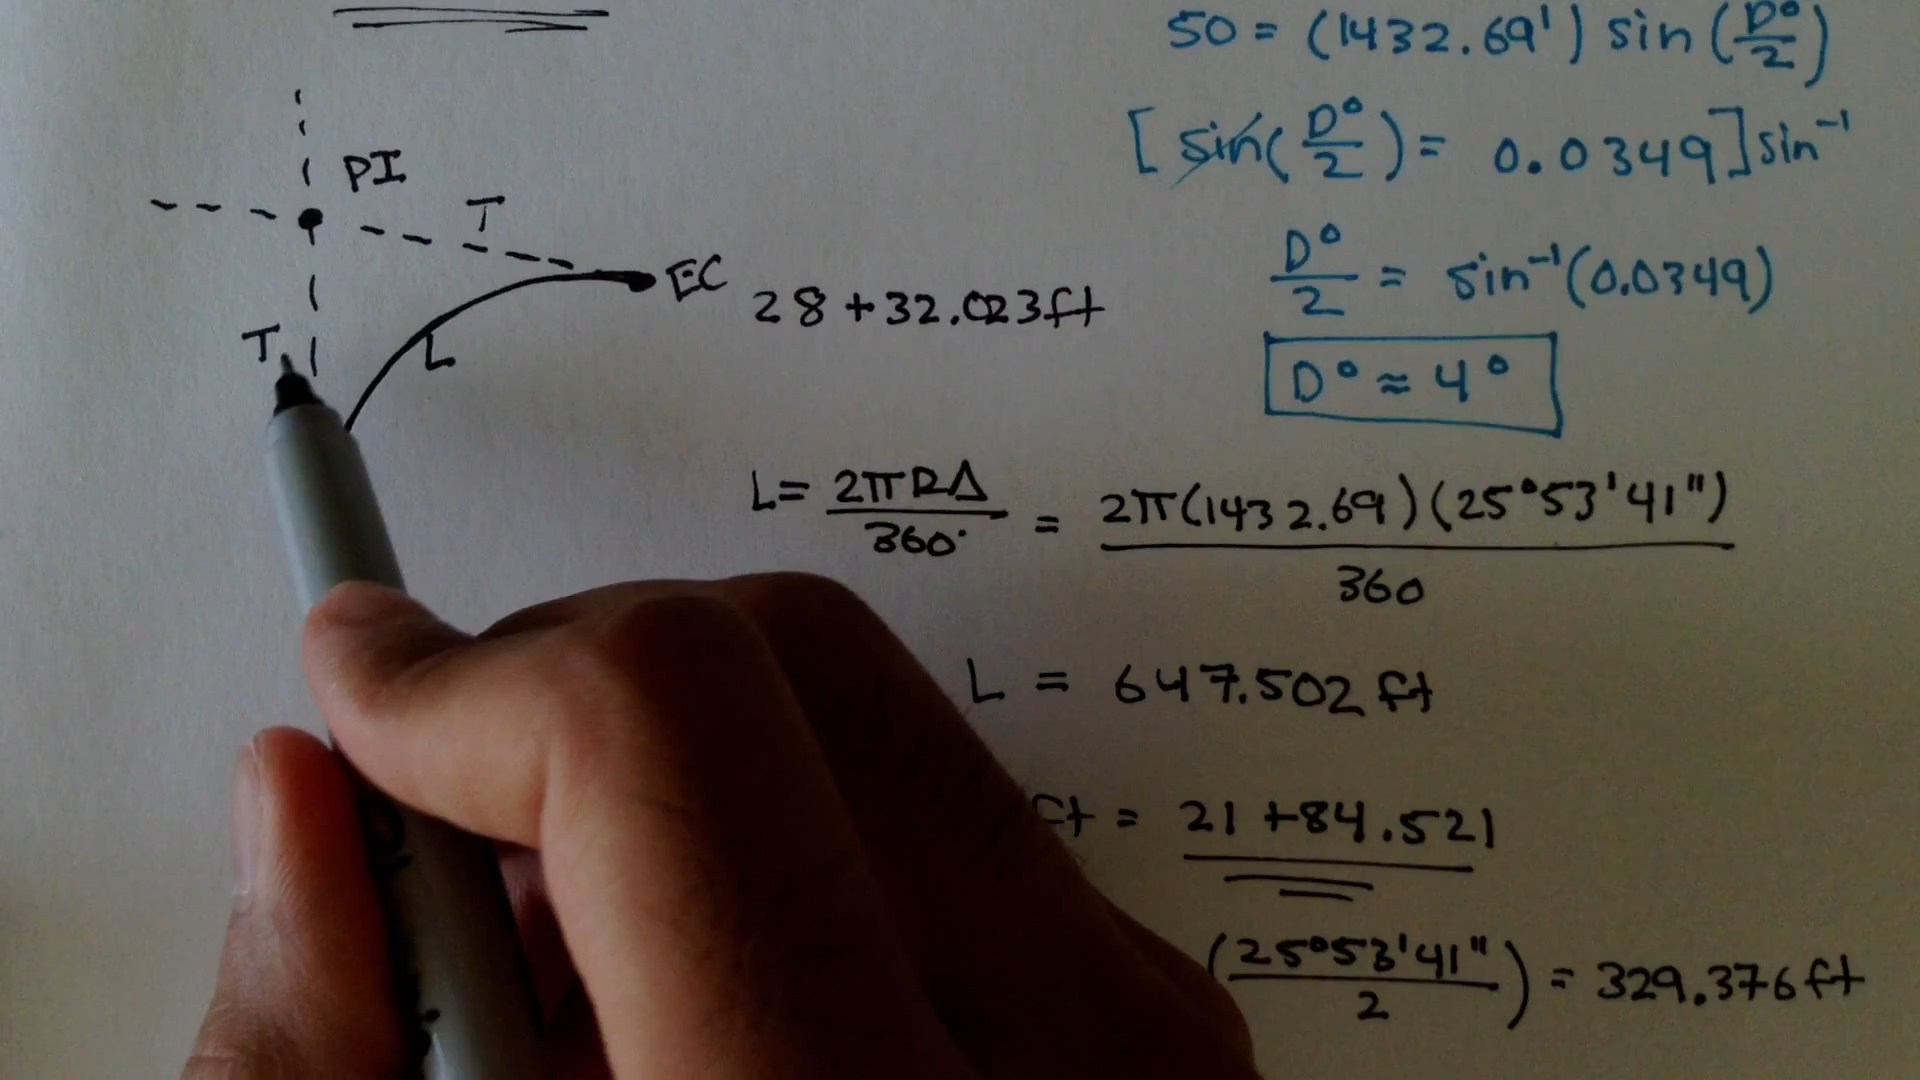 50 = (1432.69') sin (D°/2)
[sin(D°/2) = 0.0349] sin⁻¹
D°/2 = sin⁻¹(0.0349)
D° ≈ 4°
PI
T
EC
28 + 32.023 ft
T
L
L = 2πRΔ/360° = 2π(1432.69)(25°53'41")/360
L = 647.502 ft
ft = 21 + 84.521
(25°53'41"/2) = 329.376 ft